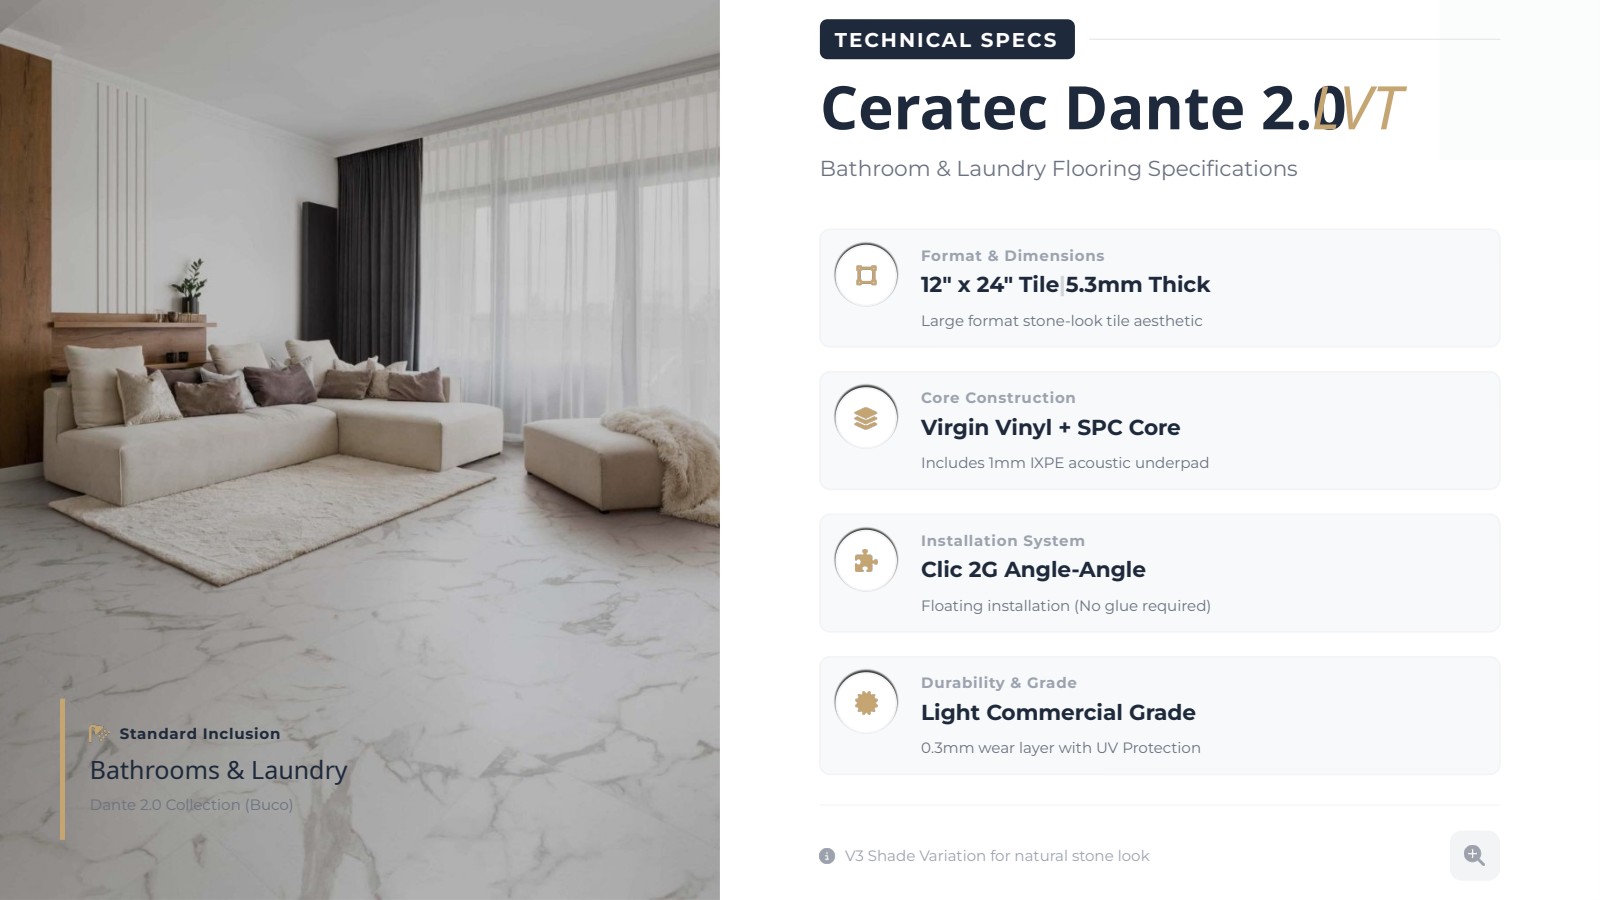 TECHNICAL SPECS
Ceratec Dante 2.0 LVT
Bathroom & Laundry Flooring Specifications
Format & Dimensions
12" x 24" Tile|5.3mm Thick
Large format stone-look tile aesthetic
Core Construction
Virgin Vinyl + SPC Core
Includes 1mm IXPE acoustic underpad
Installation System
Clic 2G Angle-Angle
Floating installation (No glue required)
Durability & Grade
Light Commercial Grade
0.3mm wear layer with UV Protection
V3 Shade Variation for natural stone look
Standard Inclusion
Bathrooms & Laundry
Dante 2.0 Collection (Buco)